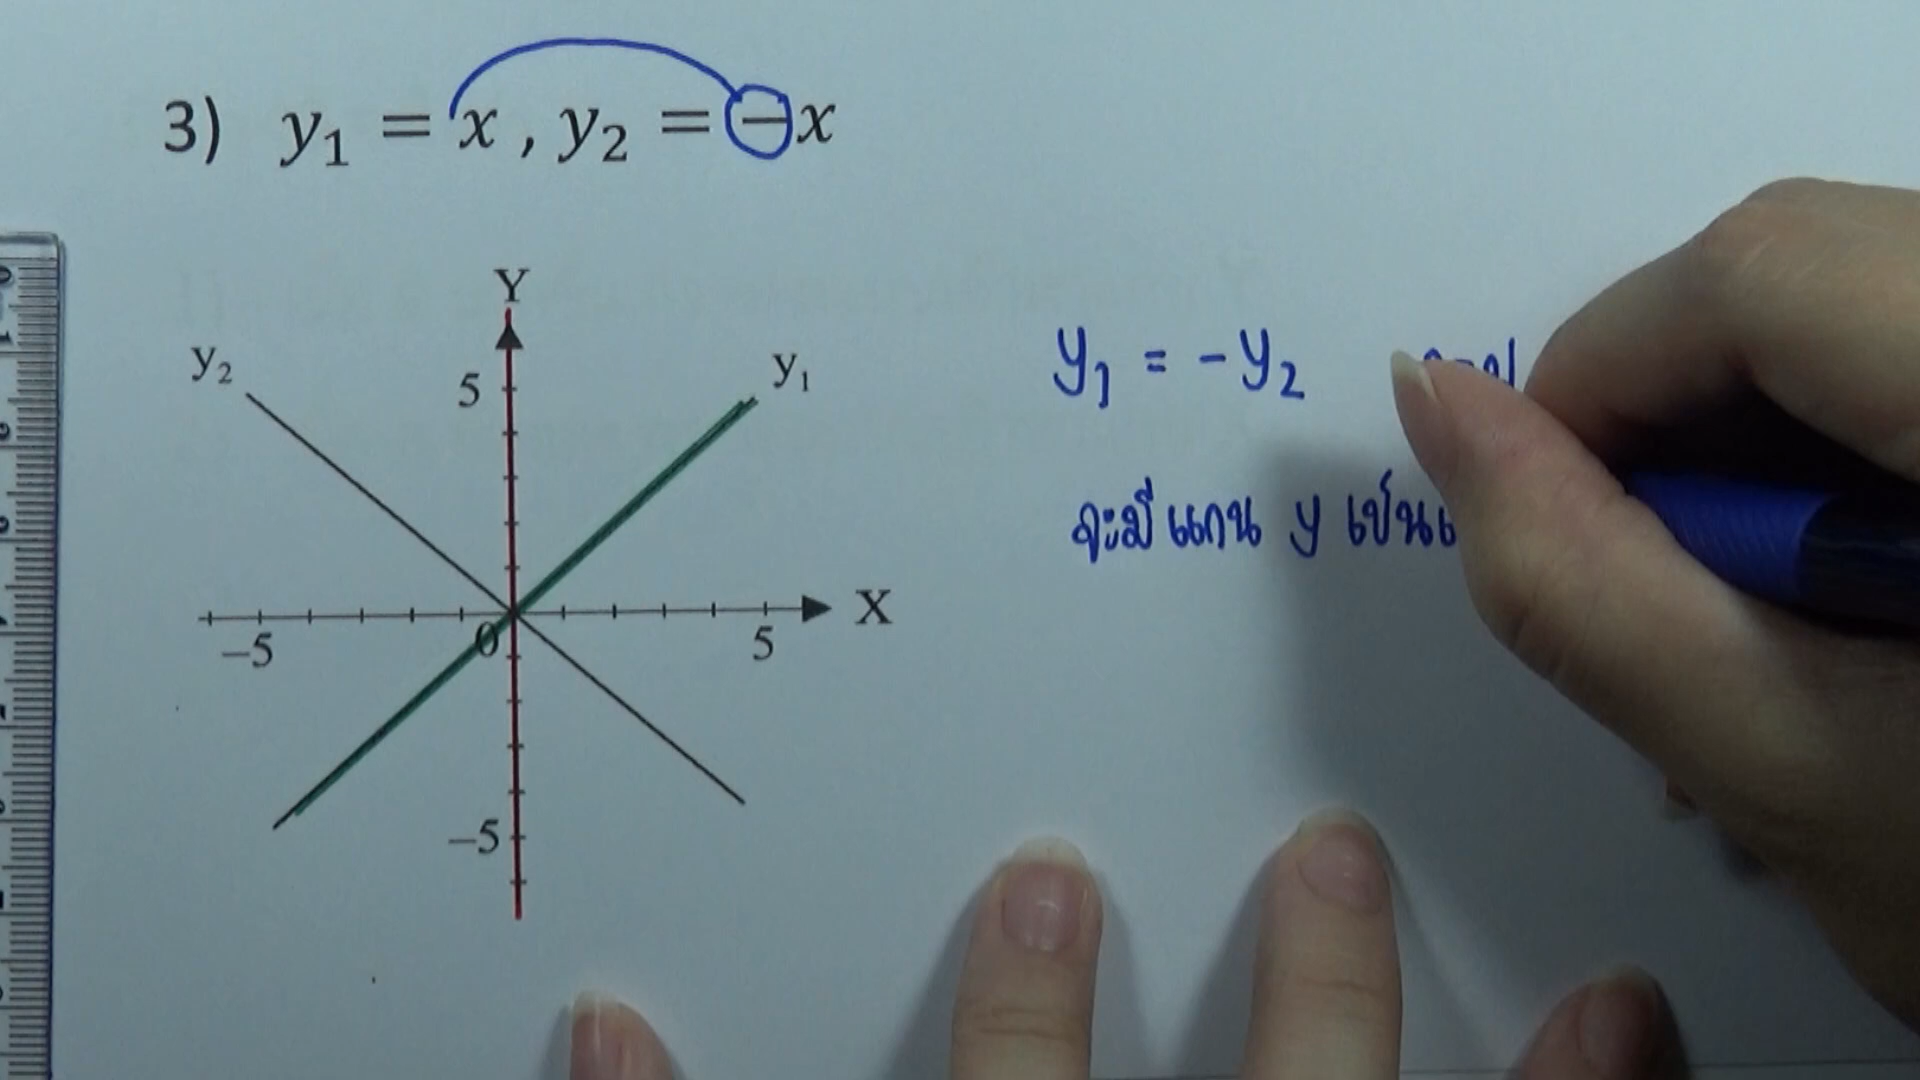 3) y₁ = x , y₂ = −x
Y
y₂
5
y₁
X
−5
0
5
−5
y₁ = -y₂
จะมี แกน y เป็น